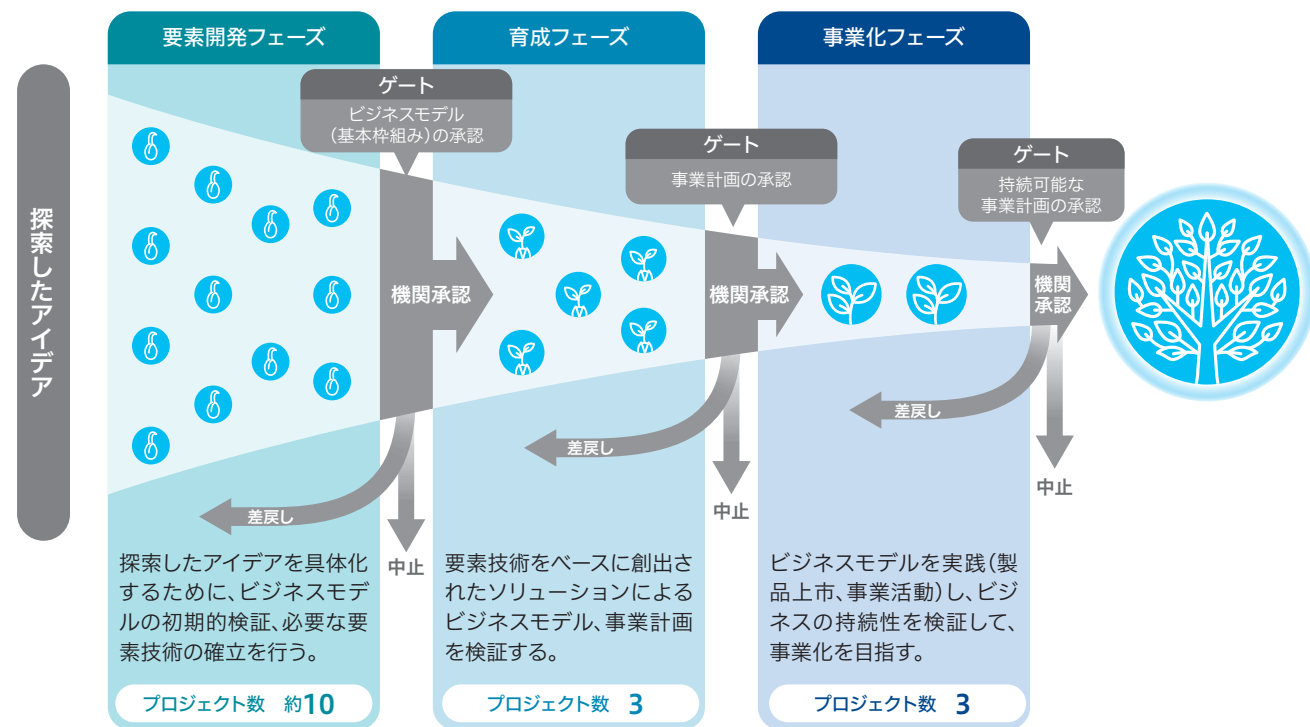 探索したアイデア
要素開発フェーズ
ゲート
ビジネスモデル
（基本枠組み）の承認
機関承認
差戻し
中止
探索したアイデアを具体化
するために、ビジネスモデ
ルの初期的検証、必要な要
素技術の確立を行う。
プロジェクト数 約10
育成フェーズ
ゲート
事業計画の承認
機関承認
差戻し
中止
要素技術をベースに創出さ
れたソリューションによる
ビジネスモデル、事業計画
を検証する。
プロジェクト数 3
事業化フェーズ
ゲート
持続可能な
事業計画の承認
機関
承認
差戻し
中止
ビジネスモデルを実践（製
品上市、事業活動）し、ビジ
ネスの持続性を検証して、
事業化を目指す。
プロジェクト数 3